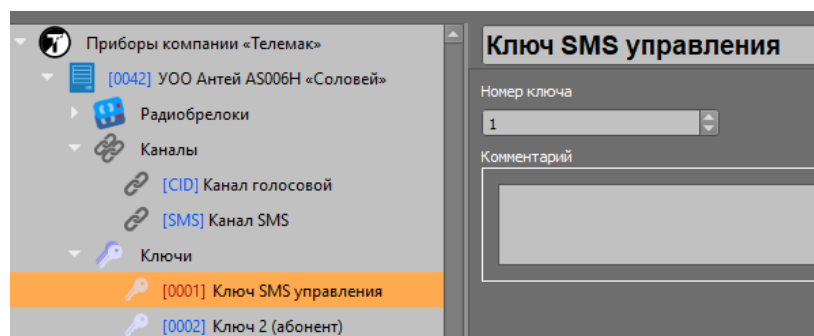 Приборы компании «Телемак»
[0042] УОО Антей AS006H «Соловей»
Радиобрелоки
Каналы
[CID] Канал голосовой
[SMS] Канал SMS
Ключи
[0001] Ключ SMS управления
[0002] Ключ 2 (абонент)
Ключ SMS управления
Номер ключа
1
Комментарий